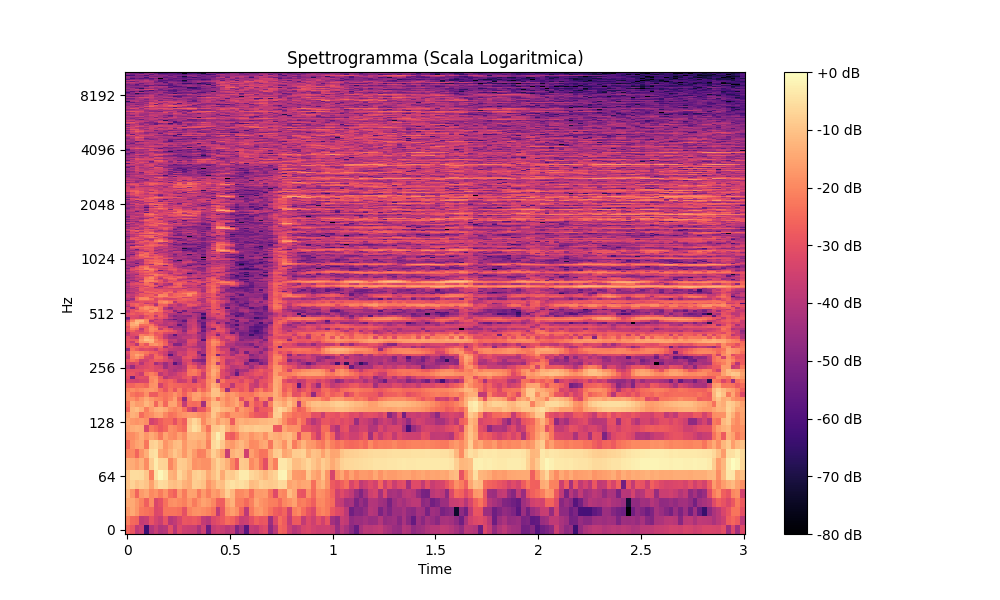 Spettrogramma (Scala Logaritmica)
Hz
8192
4096
2048
1024
512
256
128
64
0
0 0.5 1 1.5 2 2.5 3
Time
+0 dB
-10 dB
-20 dB
-30 dB
-40 dB
-50 dB
-60 dB
-70 dB
-80 dB